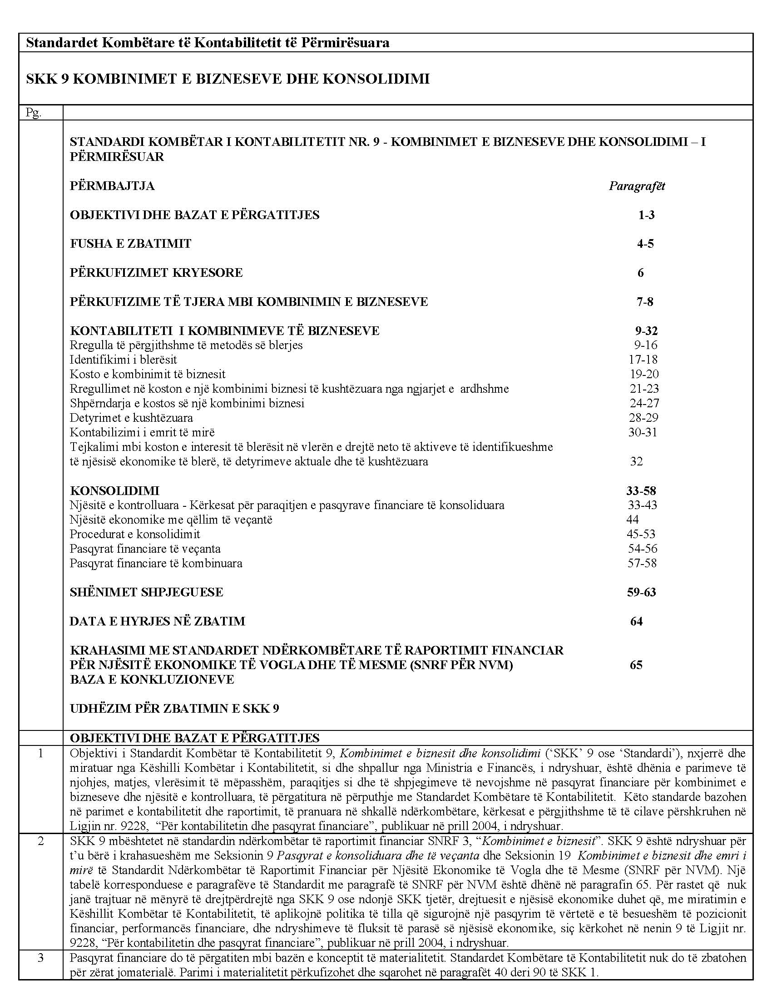 Standardet Kombëtare të Kontabilitetit të Përmirësuara
SKK 9 KOMBINIMET E BIZNESEVE DHE KONSOLIDIMI
Pg.
STANDARDI KOMBËTAR I KONTABILITETIT NR. 9 - KOMBINIMET E BIZNESEVE DHE KONSOLIDIMI – I
PËRMIRËSUAR
PËRMBAJTJA Paragrafët
OBJEKTIVI DHE BAZAT E PËRGATITJES 1-3
FUSHA E ZBATIMIT 4-5
PËRKUFIZIMET KRYESORE 6
PËRKUFIZIME TË TJERA MBI KOMBINIMIN E BIZNESEVE 7-8
KONTABILITETI I KOMBINIMEVE TË BIZNESEVE 9-32
Rregulla të përgjithshme të metodës së blerjes 9-16
Identifikimi i blerësit 17-18
Kosto e kombinimit të biznesit 19-20
Rregullimet në koston e një kombinimi biznesi të kushtëzuara nga ngjarjet e ardhshme 21-23
Shpërndarja e kostos së një kombinimi biznesi 24-27
Detyrimet e kushtëzuara 28-29
Kontabilizimi i emrit të mirë 30-31
Tejkalimi mbi koston e interesit të blerësit në vlerën e drejtë neto të aktiveve të identifikueshme
të njësisë ekonomike të blerë, të detyrimeve aktuale dhe të kushtëzuara 32
KONSOLIDIMI 33-58
Njësitë e kontrolluara - Kërkesat për paraqitjen e pasqyrave financiare të konsoliduara 33-43
Njësitë ekonomike me qëllim të veçantë 44
Procedurat e konsolidimit 45-53
Pasqyrat financiare të veçanta 54-56
Pasqyrat financiare të kombinuara 57-58
SHËNIMET SHPJEGUESE 59-63
DATA E HYRJES NË ZBATIM 64
KRAHASIMI ME STANDARDET NDËRKOMBËTARE TË RAPORTIMIT FINANCIAR
PËR NJËSITË EKONOMIKE TË VOGLA DHE TË MESME (SNRF PËR NVM) 65
BAZA E KONKLUZIONEVE
UDHËZIM PËR ZBATIMIN E SKK 9
OBJEKTIVI DHE BAZAT E PËRGATITJES
1 Objektivi i Standardit Kombëtar të Kontabilitetit 9, Kombinimet e biznesit dhe konsolidimi (‘SKK’ 9 ose ‘Standardi’), nxjerrë dhe
miratuar nga Këshilli Kombëtar i Kontabilitetit, si dhe shpallur nga Ministria e Financës, i ndryshuar, është dhënia e parimeve të
njohjes, matjes, vlerësimit të mëpasshëm, paraqitjes si dhe të shpjegimeve të nevojshme në pasqyrat financiare për kombinimet e
bizneseve dhe njësitë e kontrolluara, të përgatitura në përputhje me Standardet Kombëtare të Kontabilitetit. Këto standarde bazohen
në parimet e kontabilitetit dhe raportimit, të pranuara në shkallë ndërkombëtare, kërkesat e përgjithshme të të cilave përshkruhen në
Ligjin nr. 9228, “Për kontabilitetin dhe pasqyrat financiare”, publikuar në prill 2004, i ndryshuar.
2 SKK 9 mbështetet në standardin ndërkombëtar të raportimit financiar SNRF 3, “Kombinimet e biznesit”. SKK 9 është ndryshuar për
t’u bërë i krahasueshëm me Seksionin 9 Pasqyrat e konsoliduara dhe të veçanta dhe Seksionin 19 Kombinimet e biznesit dhe emri i
mirë të Standardit Ndërkombëtar të Raportimit Financiar për Njësitë Ekonomike të Vogla dhe të Mesme (SNRF për NVM). Një
tabelë korresponduese e paragrafëve të Standardit me paragrafë të SNRF për NVM është dhënë në paragrafin 65. Për rastet që nuk
janë trajtuar në mënyrë të drejtpërdrejtë nga SKK 9 ose ndonjë SKK tjetër, drejtuesit e njësisë ekonomike duhet që, me miratimin e
Këshillit Kombëtar të Kontabilitetit, të aplikojnë politika të tilla që sigurojnë një pasqyrim të vërtetë e të besueshëm të pozicionit
financiar, performancës financiare, dhe ndryshimeve të fluksit të parasë së njësisë ekonomike, siç kërkohet në nenin 9 të Ligjit nr.
9228, “Për kontabilitetin dhe pasqyrat financiare”, publikuar në prill 2004, i ndryshuar.
3 Pasqyrat financiare do të përgatiten mbi bazën e konceptit të materialitetit. Standardet Kombëtare të Kontabilitetit nuk do të zbatohen
për zërat jomaterialë. Parimi i materialitetit përkufizohet dhe sqarohet në paragrafët 40 deri 90 të SKK 1.